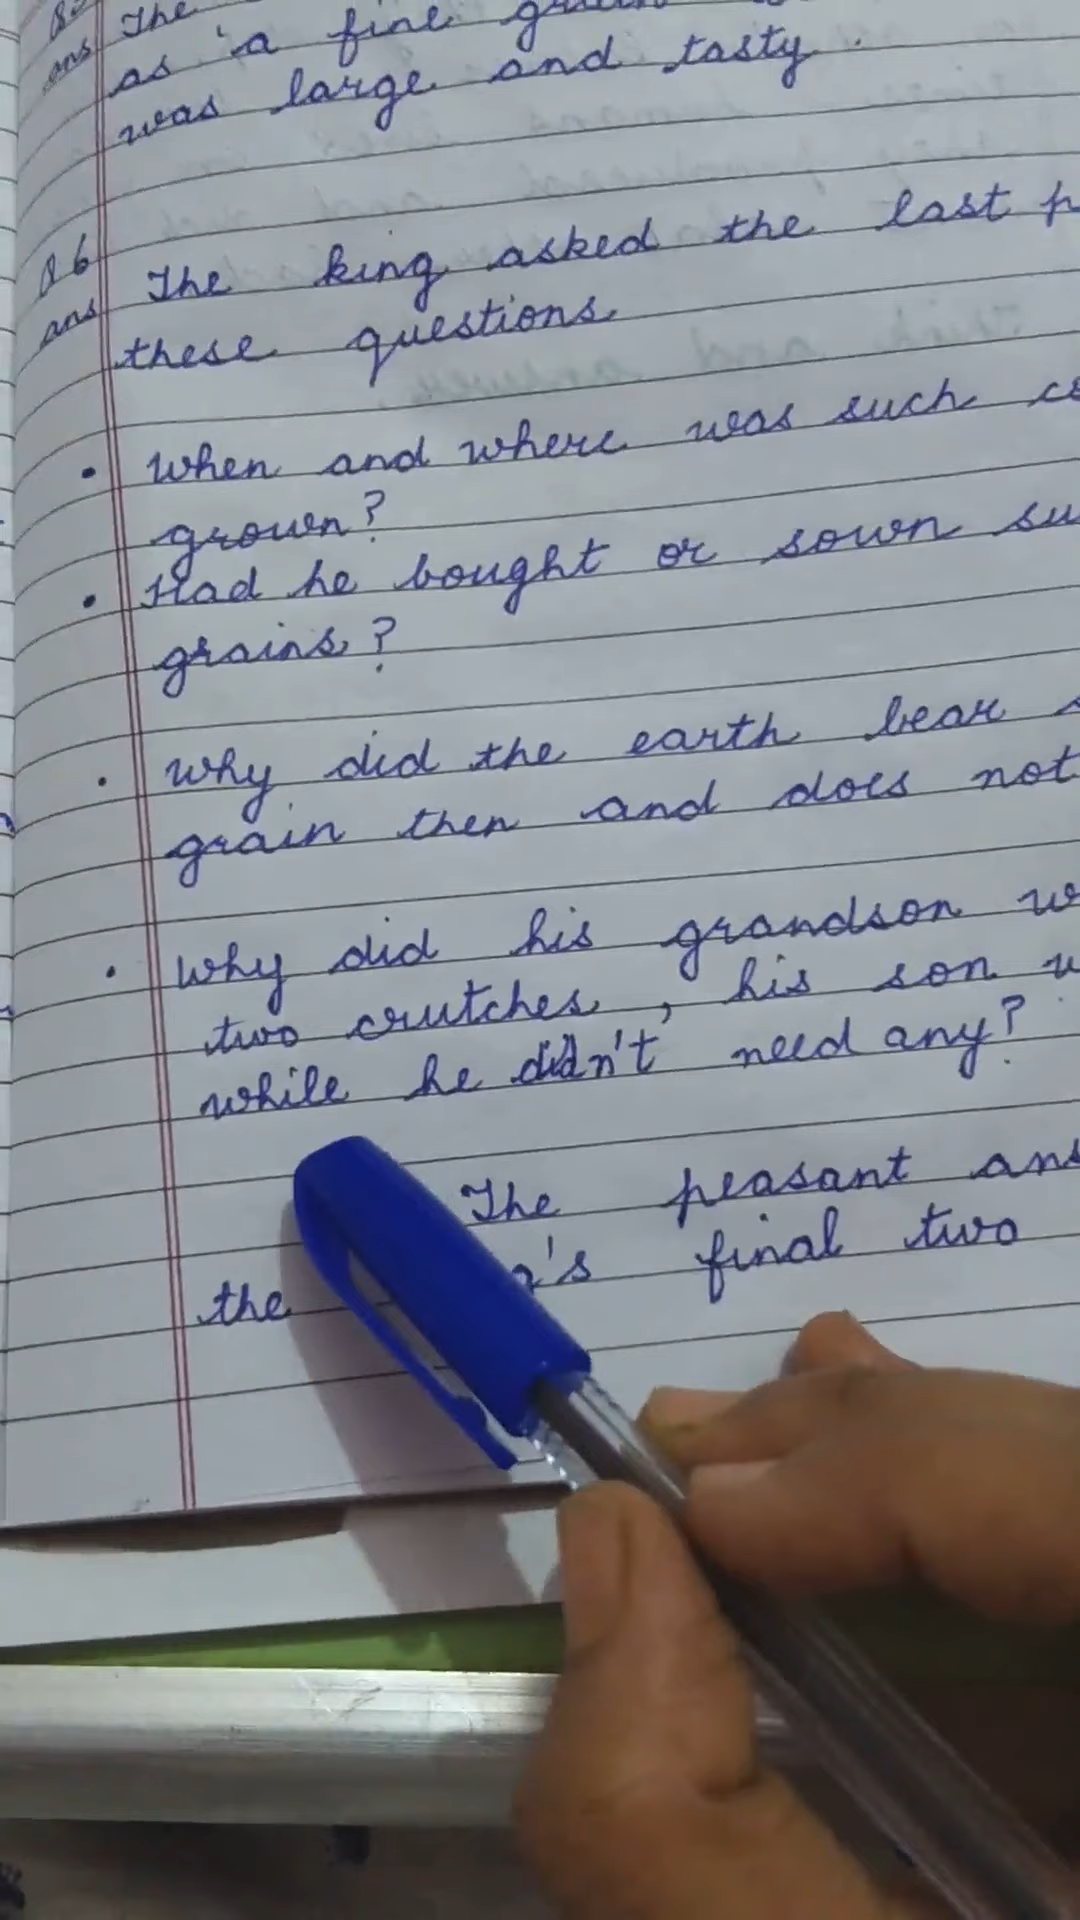 The
ans as a fine
was large and tasty.
Q6
ans The king asked the last
these questions.
• When and where was such
grown?
• Had he bought or sown
grains?
• Why did the earth bear
grain then and does not
• Why did his grandson
two crutches, his son
while he didn't need any?
The peasant
the 's final two